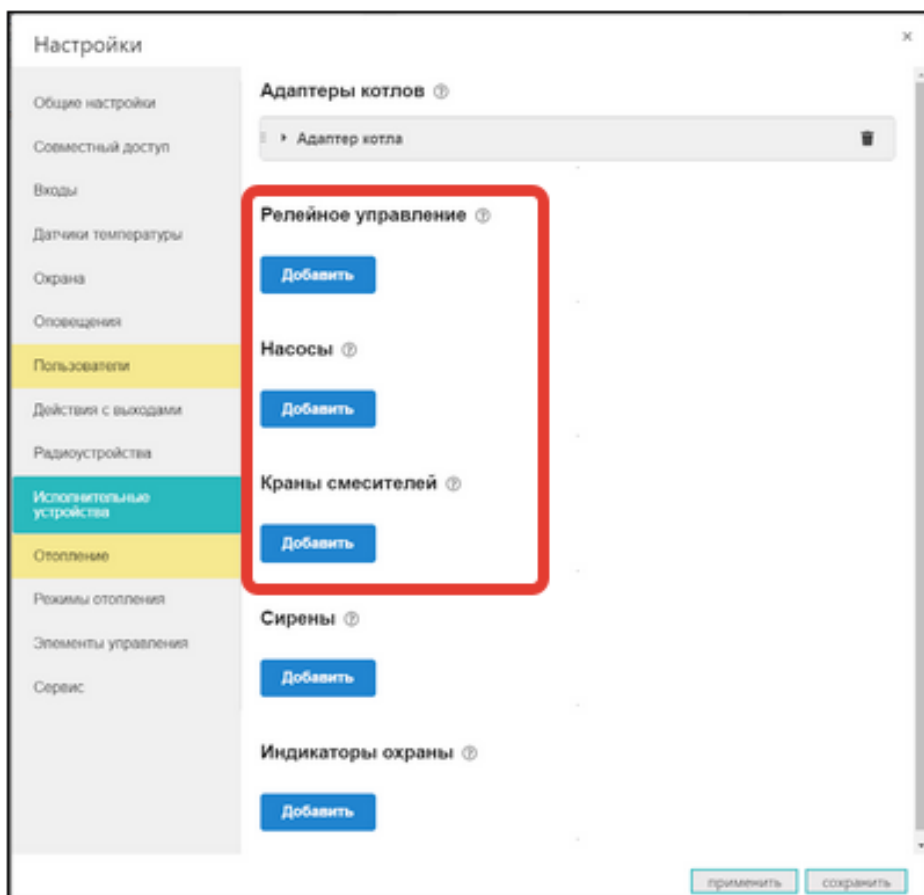 Настройки
Общие настройки
Совместный доступ
Входы
Датчики температуры
Охрана
Оповещения
Пользователи
Действия с выходами
Радиоустройства
Исполнительные
устройства
Отопление
Режимы отопления
Элементы управления
Сервис
Адаптеры котлов
Адаптер котла
Релейное управление
Добавить
Насосы
Добавить
Краны смесителей
Добавить
Сирены
Добавить
Индикаторы охраны
Добавить
применить
сохранить